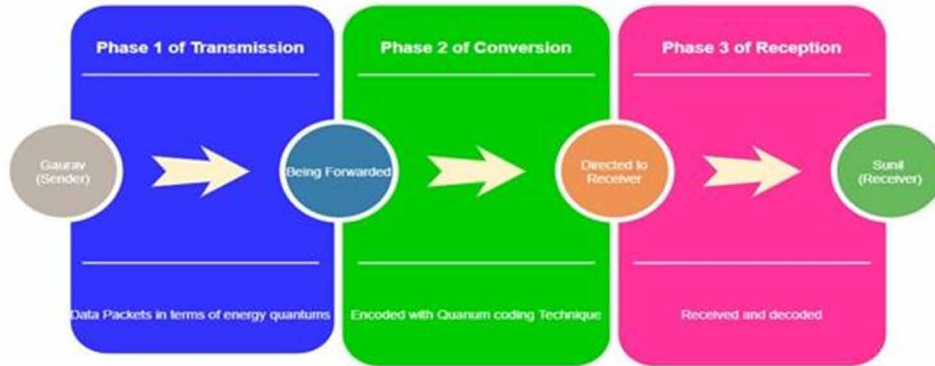 Phase 1 of Transmission
Phase 2 of Conversion
Phase 3 of Reception
Gaurav
(Sender)
Being Forwarded
Directed to
Receiver
Sunil
(Receiver)
Data Packets in terms of energy quantums
Encoded with Quanum coding Technique
Received and decoded